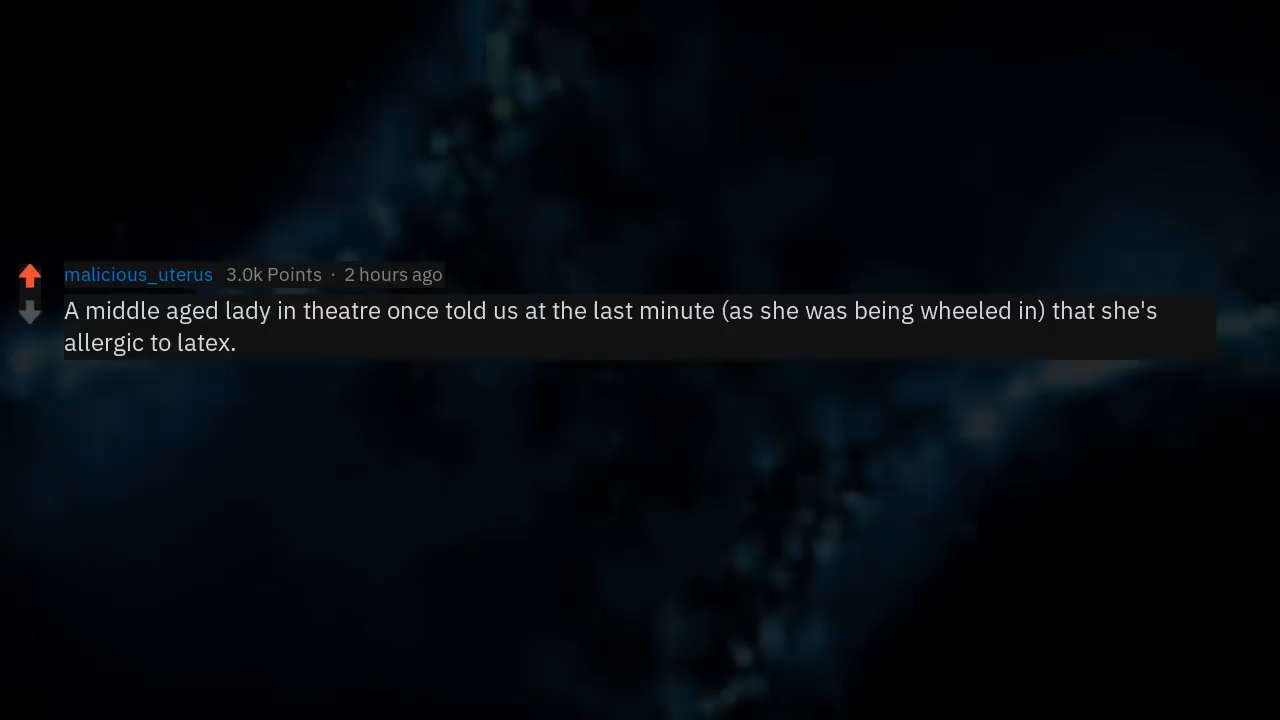 malicious_uterus 3.0k Points · 2 hours ago
A middle aged lady in theatre once told us at the last minute (as she was being wheeled in) that she's
allergic to latex.